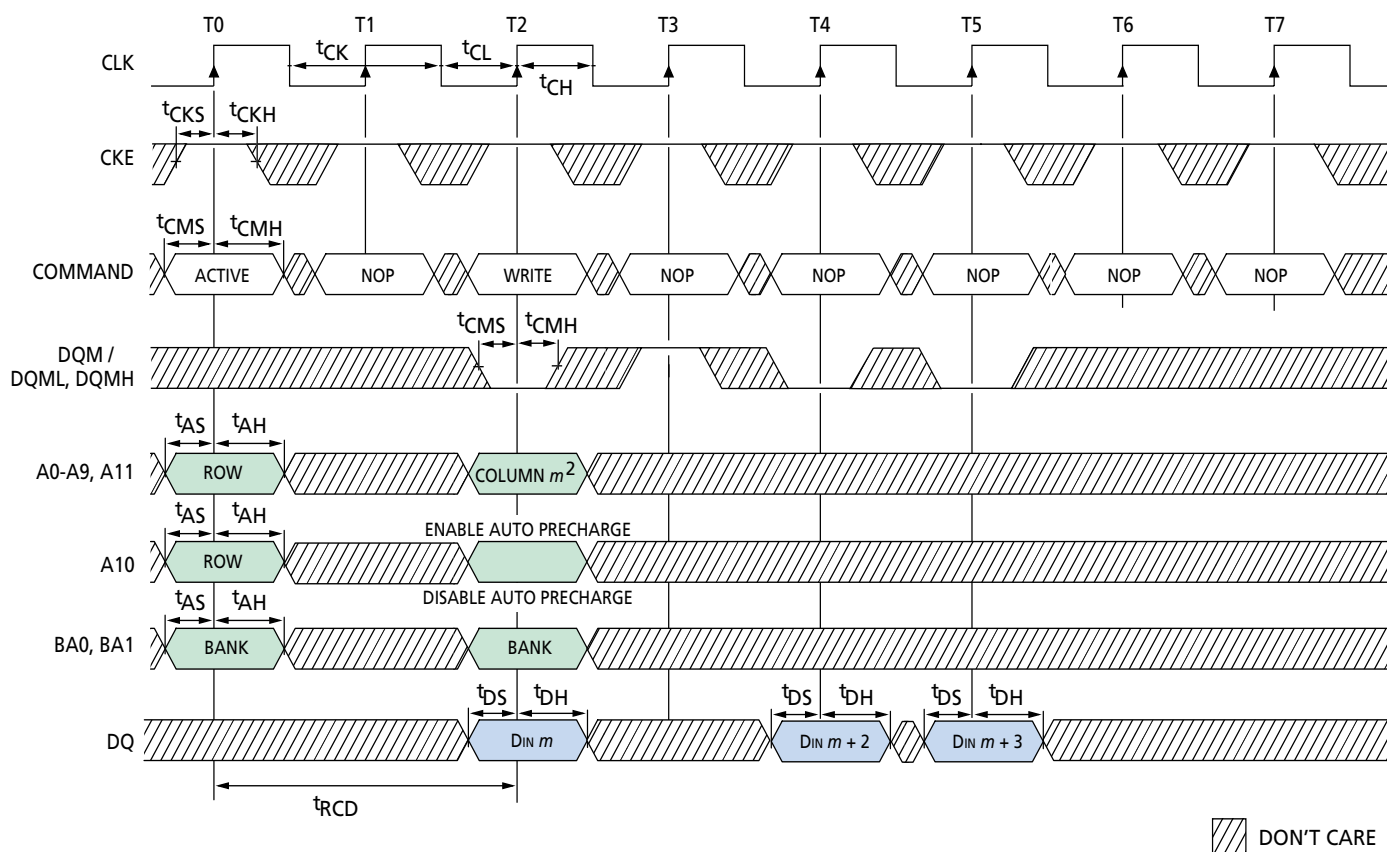 T0 T1 T2 T3 T4 T5 T6 T7
CLK
tCK tCL
tCH
tCKS tCKH
CKE
tCMS tCMH
COMMAND ACTIVE NOP WRITE NOP NOP NOP NOP NOP
tCMS tCMH
DQM /
DQML, DQMH
tAS tAH
A0-A9, A11 ROW COLUMN m2
tAS tAH
ENABLE AUTO PRECHARGE
A10 ROW
DISABLE AUTO PRECHARGE
tAS tAH
BA0, BA1 BANK BANK
tDS tDH tDS tDH tDS tDH
DQ DIN m DIN m + 2 DIN m + 3
tRCD
DON'T CARE